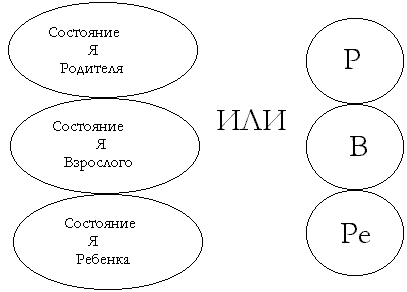 Состояние
Я
Родителя
Состояние
Я
Взрослого
Состояние
Я
Ребенка
ИЛИ
Р
В
Ре